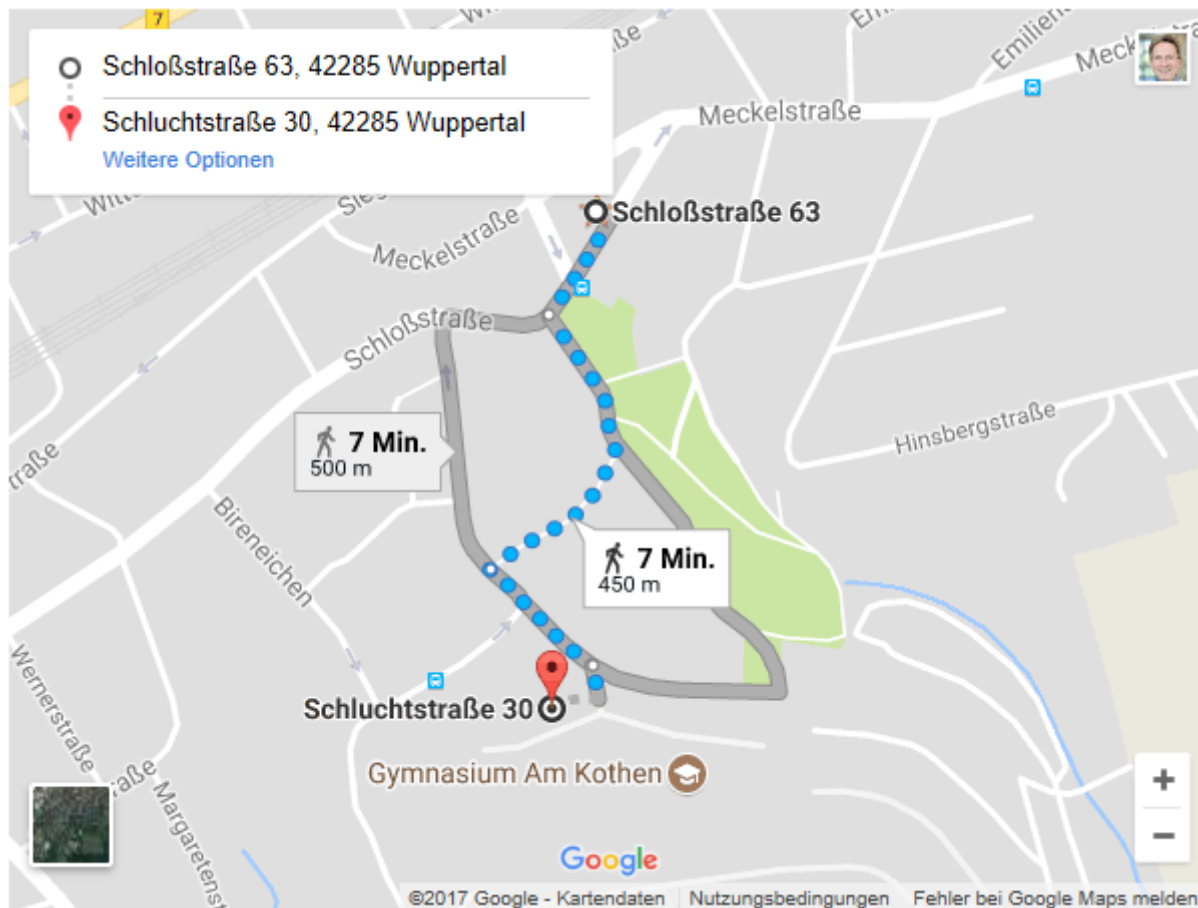 7
Schloßstraße 63, 42285 Wuppertal
Schluchtstraße 30, 42285 Wuppertal
Weitere Optionen
Meckelstraße
Schloßstraße 63
Meckelstraße
Schloßstraße
7 Min.
500 m
Hinsbergstraße
Bireneichen
7 Min.
450 m
Wernerstraße
Schluchtstraße 30
Gymnasium Am Kothen
+
−
Google
©2017 Google - Kartendaten
Nutzungsbedingungen
Fehler bei Google Maps melden